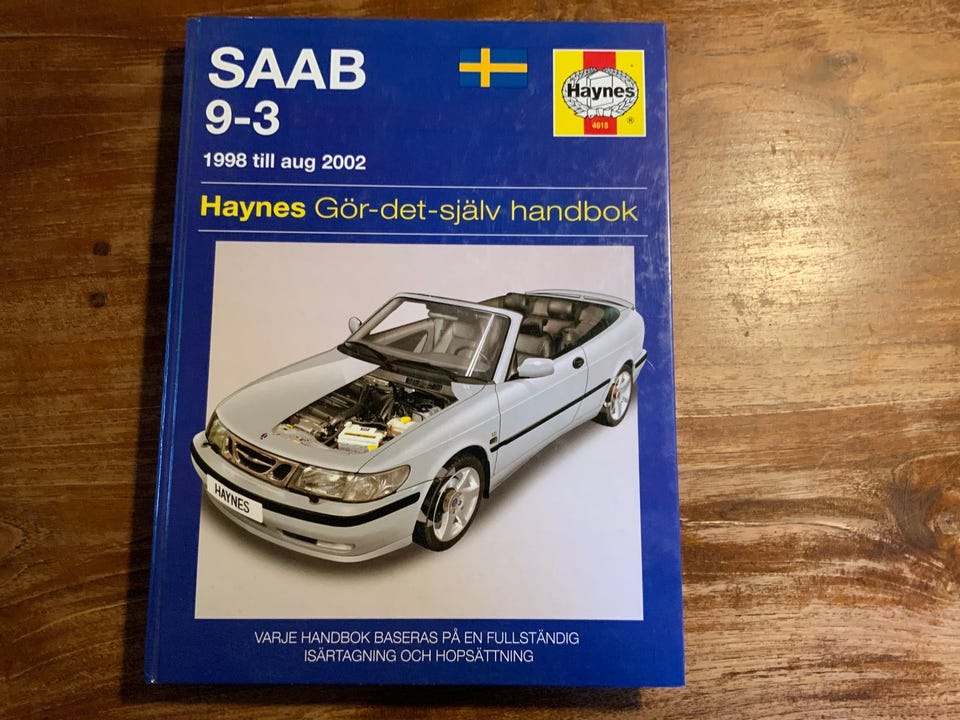 SAAB
9-3
Haynes
4615
®
1998 till aug 2002
Haynes Gör-det-själv handbok
HAYNES
VARJE HANDBOK BASERAS PÅ EN FULLSTÄNDIG
ISÄRTAGNING OCH HOPSÄTTNING